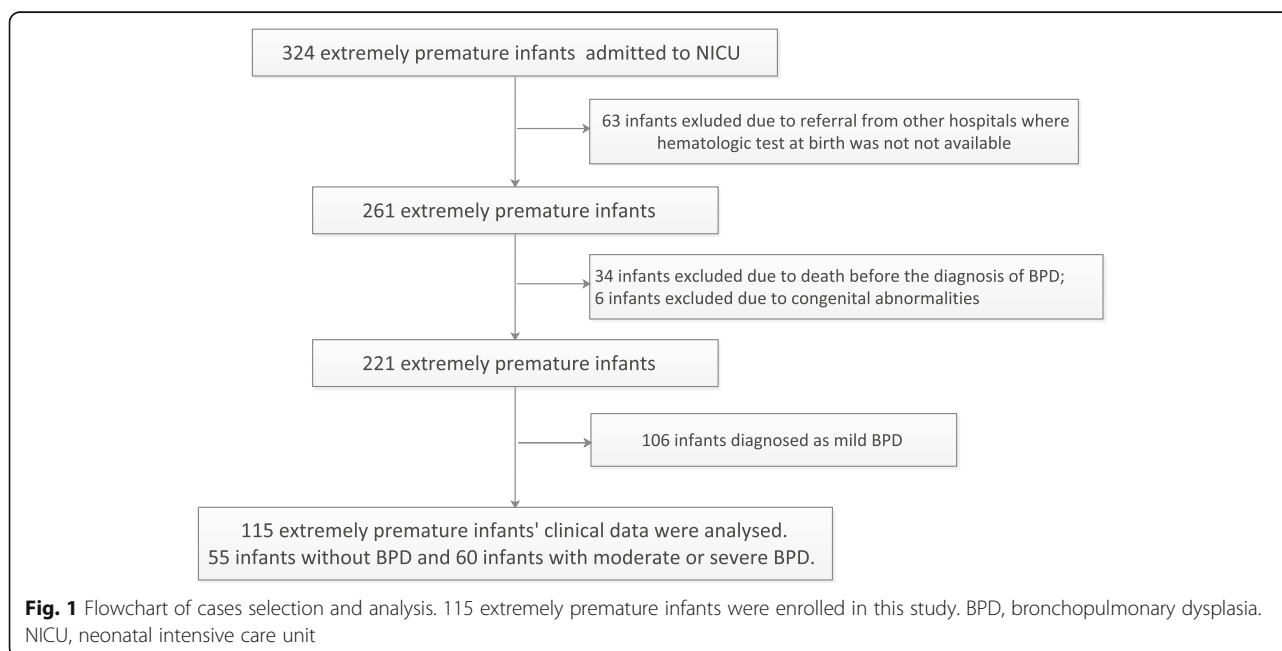 324 extremely premature infants admitted to NICU
63 infants exluded due to referral from other hospitals where
hematologic test at birth was not not available
261 extremely premature infants
34 infants excluded due to death before the diagnosis of BPD;
6 infants excluded due to congenital abnormalities
221 extremely premature infants
106 infants diagnosed as mild BPD
115 extremely premature infants' clinical data were analysed.
55 infants without BPD and 60 infants with moderate or severe BPD.
Fig. 1 Flowchart of cases selection and analysis. 115 extremely premature infants were enrolled in this study. BPD, bronchopulmonary dysplasia.
NICU, neonatal intensive care unit